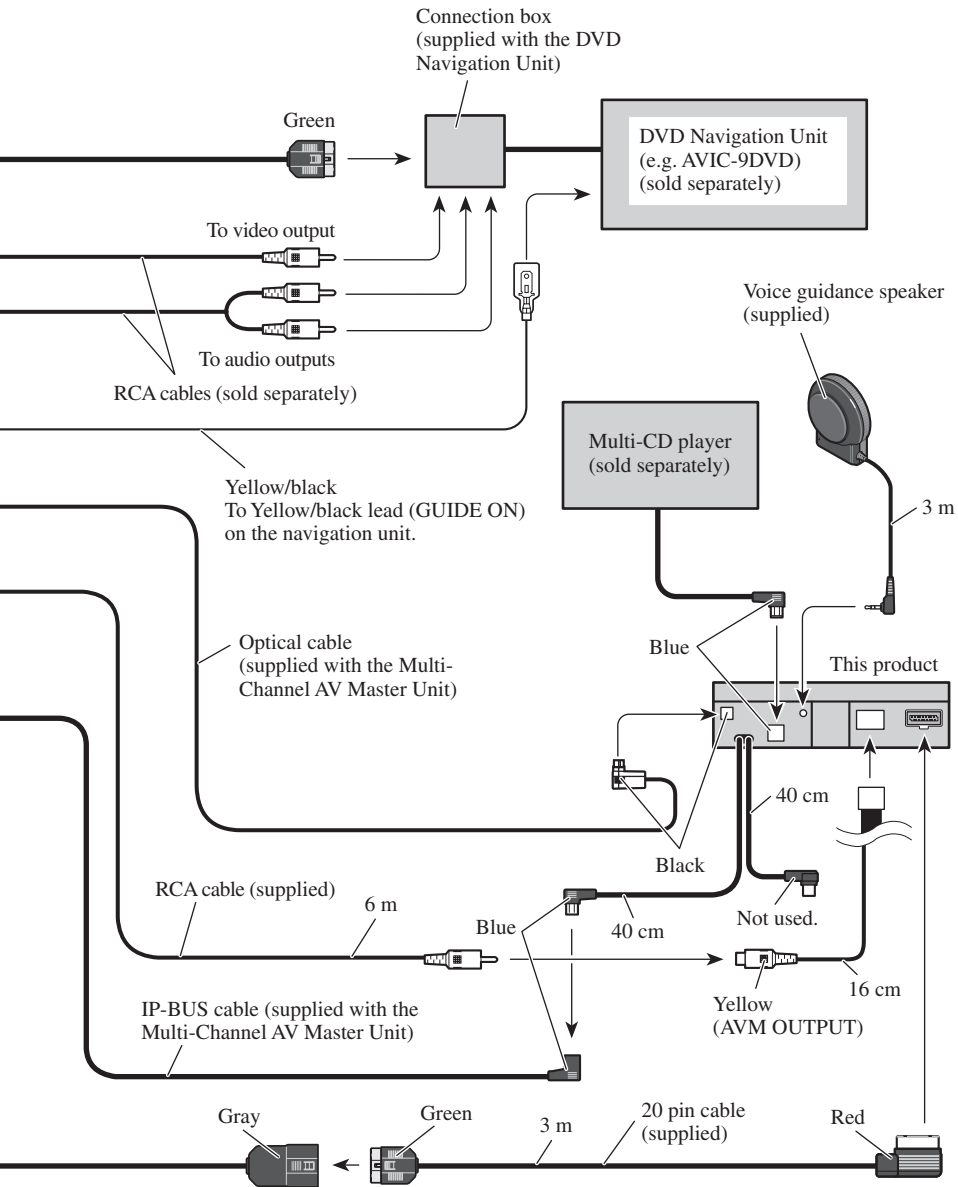 Connection box
(supplied with the DVD
Navigation Unit)
Green
DVD Navigation Unit
(e.g. AVIC-9DVD)
(sold separately)
To video output
Voice guidance speaker
(supplied)
To audio outputs
RCA cables (sold separately)
Multi-CD player
(sold separately)
Yellow/black
To Yellow/black lead (GUIDE ON)
on the navigation unit.
3 m
Optical cable
(supplied with the Multi-
Channel AV Master Unit)
Blue
This product
40 cm
Black
RCA cable (supplied)
6 m
Blue
40 cm
Not used.
16 cm
Yellow
(AVM OUTPUT)
IP-BUS cable (supplied with the
Multi-Channel AV Master Unit)
Gray
Green
3 m
20 pin cable
(supplied)
Red